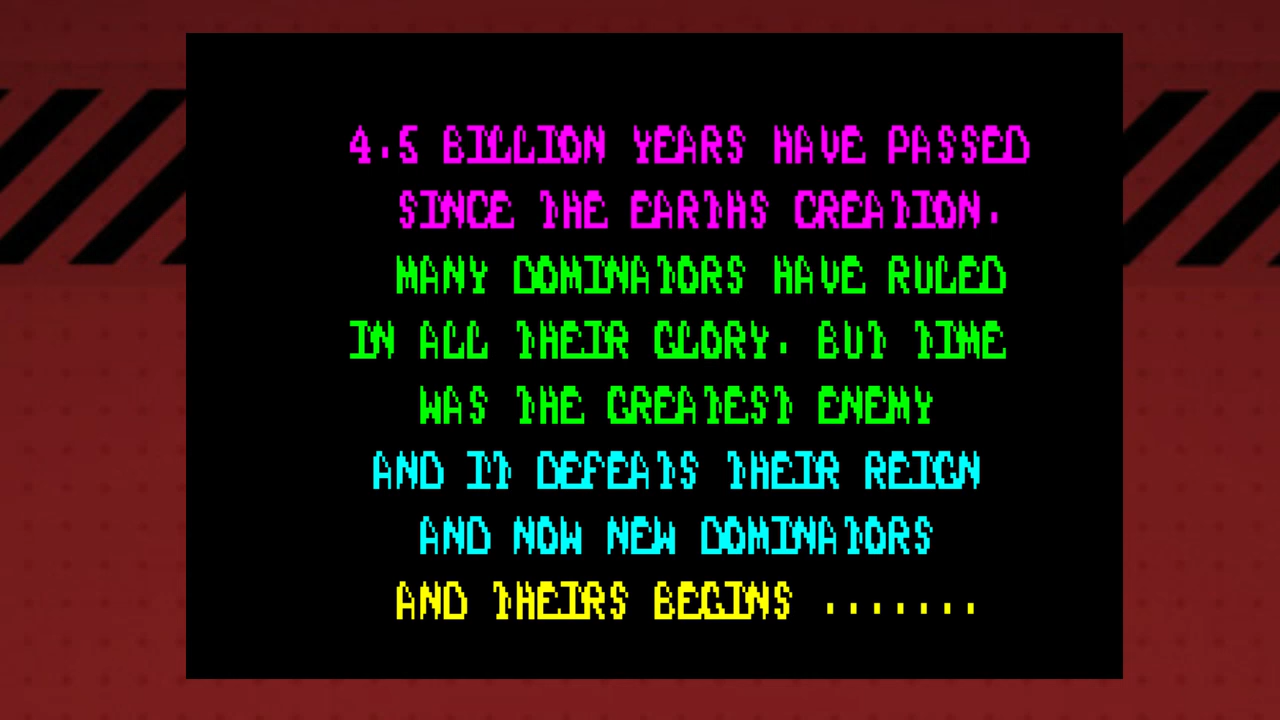 4.5 BILLION YEARS HAVE PASSED
SINCE THE EARTHS CREATION.
MANY DOMINATORS HAVE RULED
IN ALL THEIR GLORY. BUT TIME
WAS THE GREATEST ENEMY
AND IT DEFEATS THEIR REIGN
AND NOW NEW DOMINATORS
AND THEIRS BEGINS .......